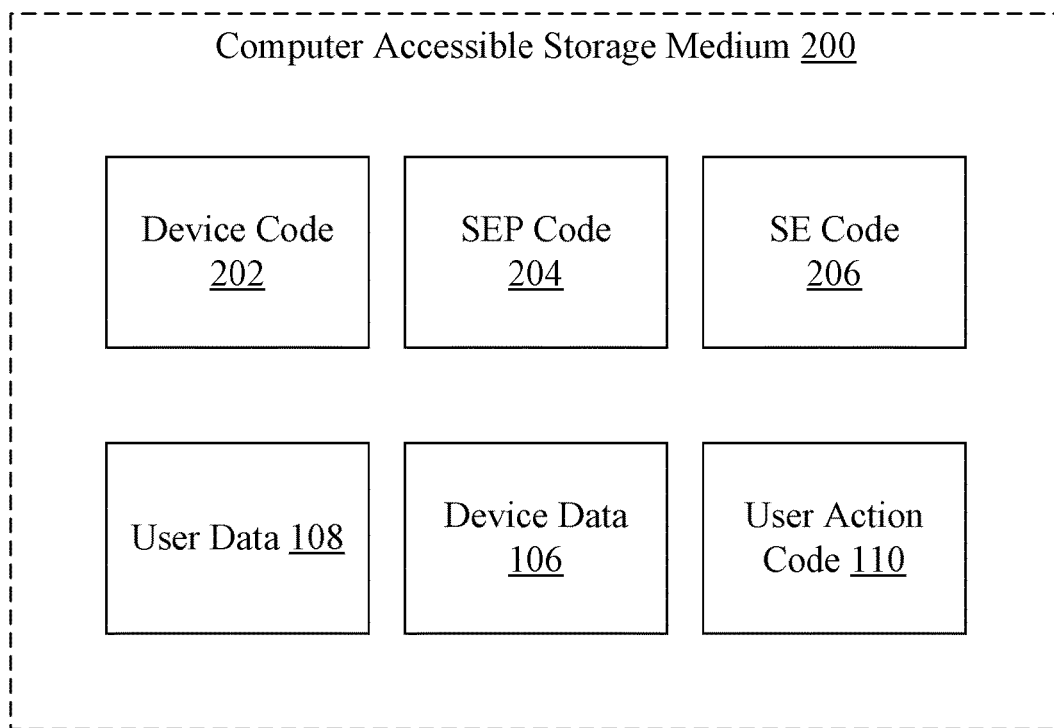 Computer Accessible Storage Medium 200
Device Code
202
SEP Code
204
SE Code
206
User Data 108
Device Data
106
User Action
Code 110